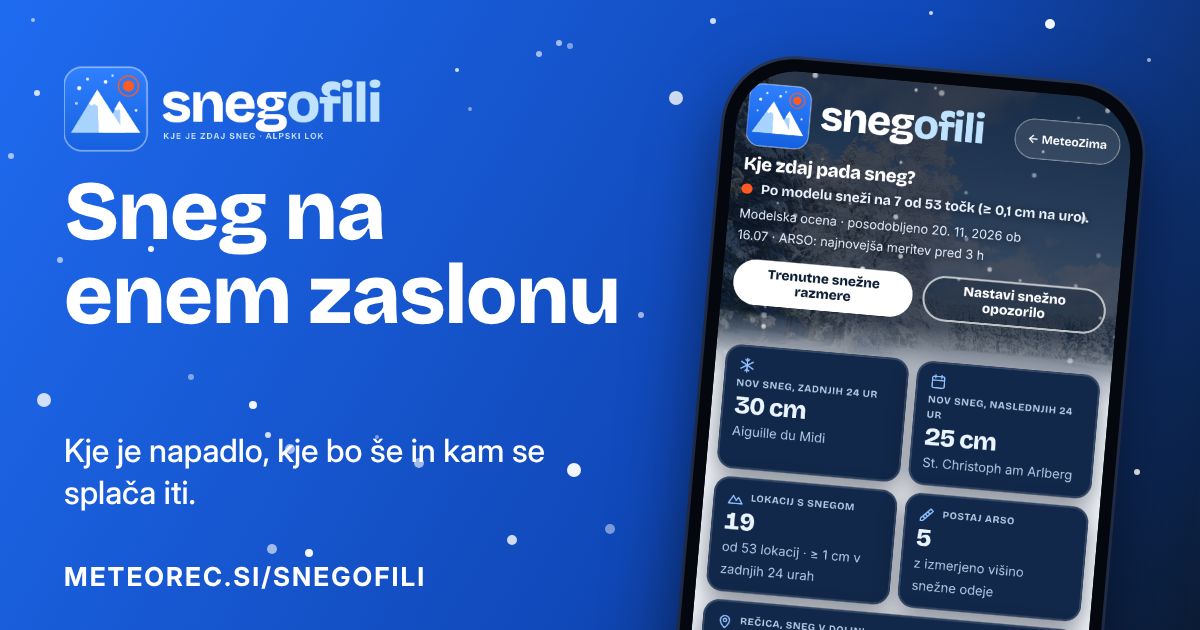 snegofili
KJE JE ZDAJ SNEG · ALPSKI LOK
Sneg na
enem zaslonu
Kje je napadlo, kje bo še in kam se
splača iti.
METEOREC.SI/SNEGOFILI
snegofili
← MeteoZima
Kje zdaj pada sneg?
Po modelu sneži na 7 od 53 točk (≥ 0,1 cm na uro).
Modelska ocena · posodobljeno 20. 11, 2026 ob
16.07 · ARSO: najnovejša meritev pred 3 h
Trenutne snežne
razmere
Nastavi snežno
opozorilo
NOV SNEG, ZADNJIH 24 UR
30 cm
Aiguille du Midi
NOV SNEG, NASLEDNJIH 24
UR
25 cm
St. Christoph am Arlberg
LOKACIJ S SNEGOM
19
od 53 lokacij · ≥ 1 cm v
zadnjih 24 urah
POSTAJ ARSO
5
z izmerjeno višino
snežne odeje
REČICA, SNEG V DOLINI